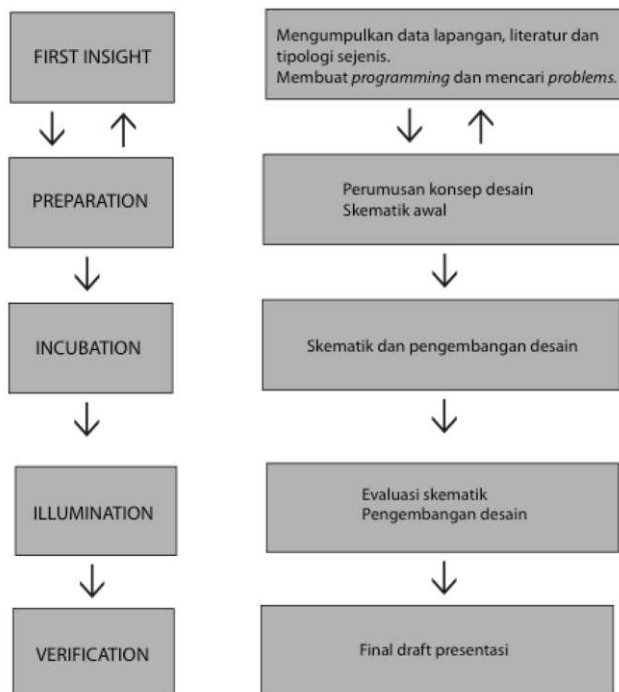 FIRST INSIGHT
Mengumpulkan data lapangan, literatur dan
tipologi sejenis.
Membuat programming dan mencari problems.
PREPARATION
Perumusan konsep desain
Skematik awal
INCUBATION
Skematik dan pengembangan desain
ILLUMINATION
Evaluasi skematik
Pengembangan desain
VERIFICATION
Final draft presentasi